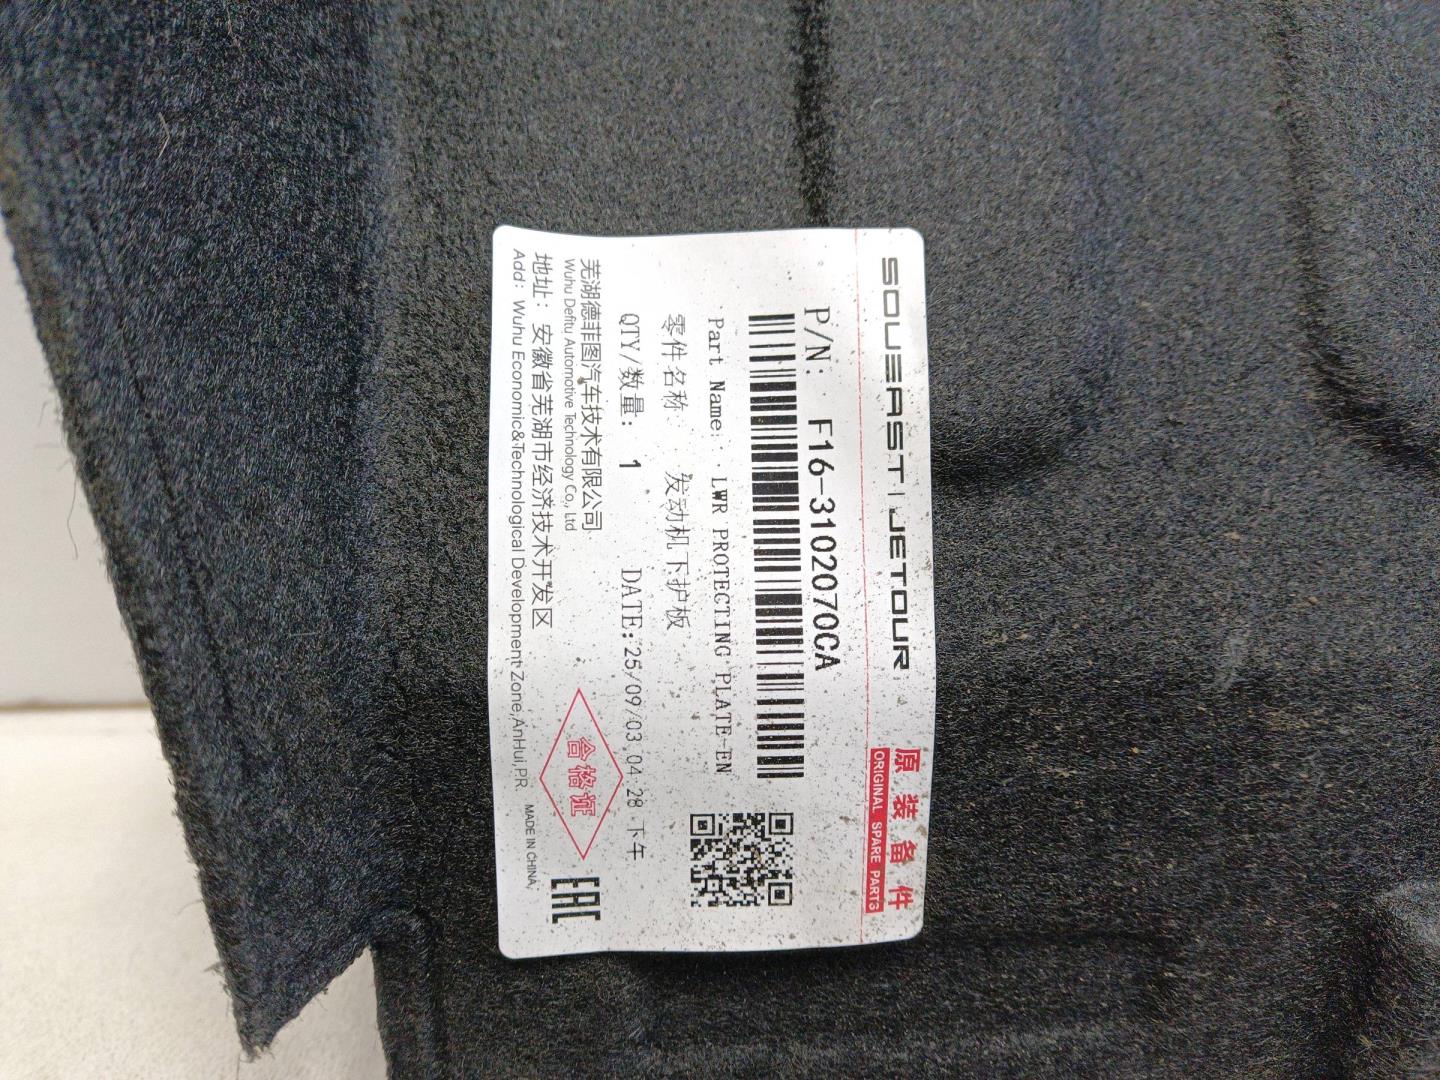 SOUEAST | JETOUR
原装备件
ORIGINAL SPARE PARTS
P/N: F16-3102070CA
Part Name: LWR PROTECTING PLATE-EN
零件名称 发动机下护板
QTY/数量: 1 DATE:25/09/03 04 28 下午
芜湖德菲图汽车技术有限公司
Wuhu Defitu Automotive Technology Co., ltd
地址: 安徽省芜湖市经济技术开发区
Add: Wuhu Economic&Technological Development Zone,AnHui,P.R. MADE IN CHINA,
合格证
EAC